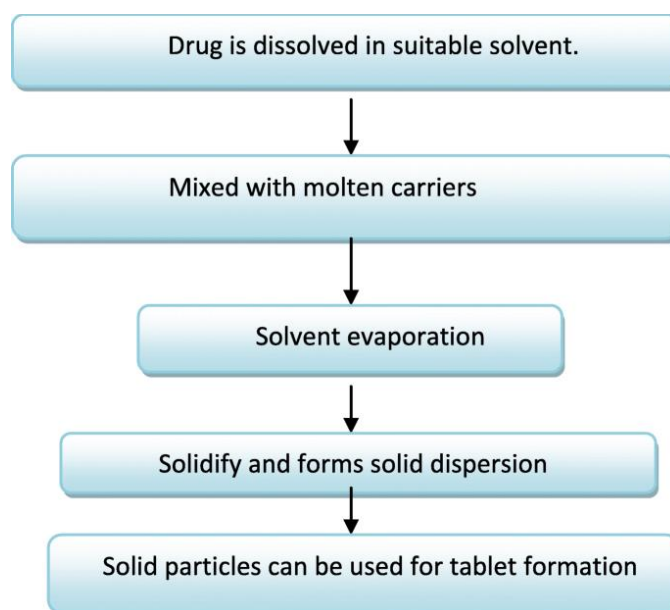 Drug is dissolved in suitable solvent.
Mixed with molten carriers
Solvent evaporation
Solidify and forms solid dispersion
Solid particles can be used for tablet formation